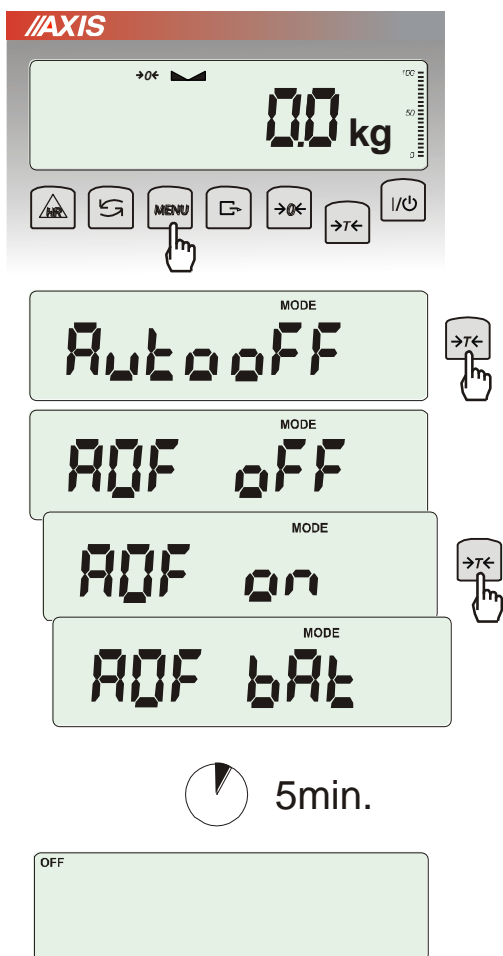 //AXIS
→0←
100
50
0
0.0 kg
HR MENU →0← →T← I/⏻
MODE
AutooFF
→T←
MODE
AOF oFF
MODE
AOF on
→T←
MODE
AOF bAt
5min.
OFF